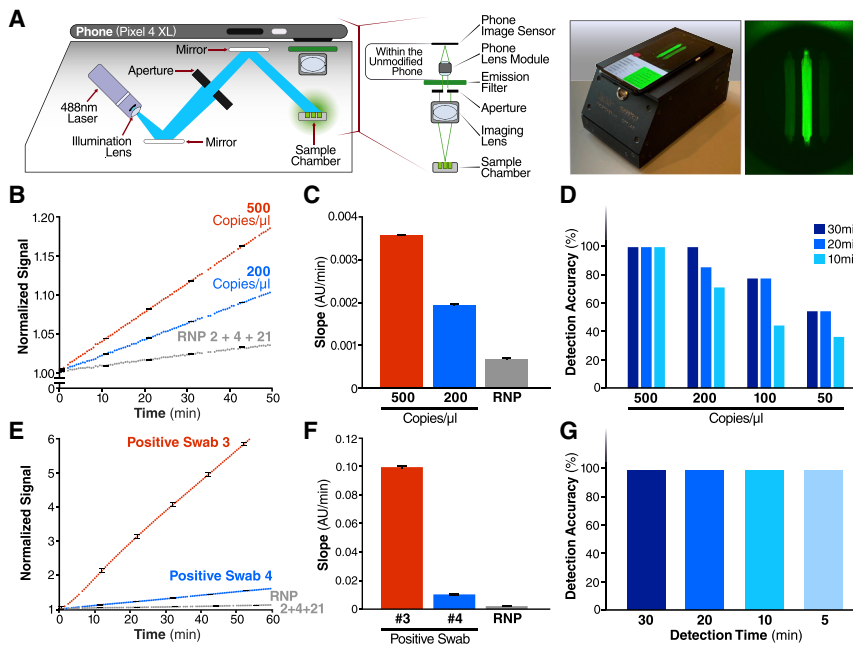 A
Phone (Pixel 4 XL)
Mirror
Aperture
488nm
Laser
Illumination
Lens
Mirror
Sample
Chamber
Within the
Unmodified
Phone
Phone
Image Sensor
Phone
Lens Module
Emission
Filter
Aperture
Imaging
Lens
Sample
Chamber
B
Normalized Signal
1.20
1.10
1.05
1.00
0
500
Copies/µl
200
Copies/µl
RNP 2 + 4 + 21
0 10 20 30 40 50
Time (min)
C
Slope (AU/min)
0.004
0.003
0.002
0.001
0
500 200 RNP
Copies/µl
D
Detection Accuracy (%)
100
80
60
40
20
0
30mi
20mi
10mi
500 200 100 50
Copies/µl
E
Normalized Signal
6
5
4
3
2
1
Positive Swab 3
Positive Swab 4
RNP
2+4+21
0 10 20 30 40 50 60
Time (min)
F
Slope (AU/min)
0.12
0.10
0.08
0.06
0.04
0.02
0
#3 #4 RNP
Positive Swab
G
Detection Accuracy (%)
100
80
60
40
20
0
30 20 10 5
Detection Time (min)